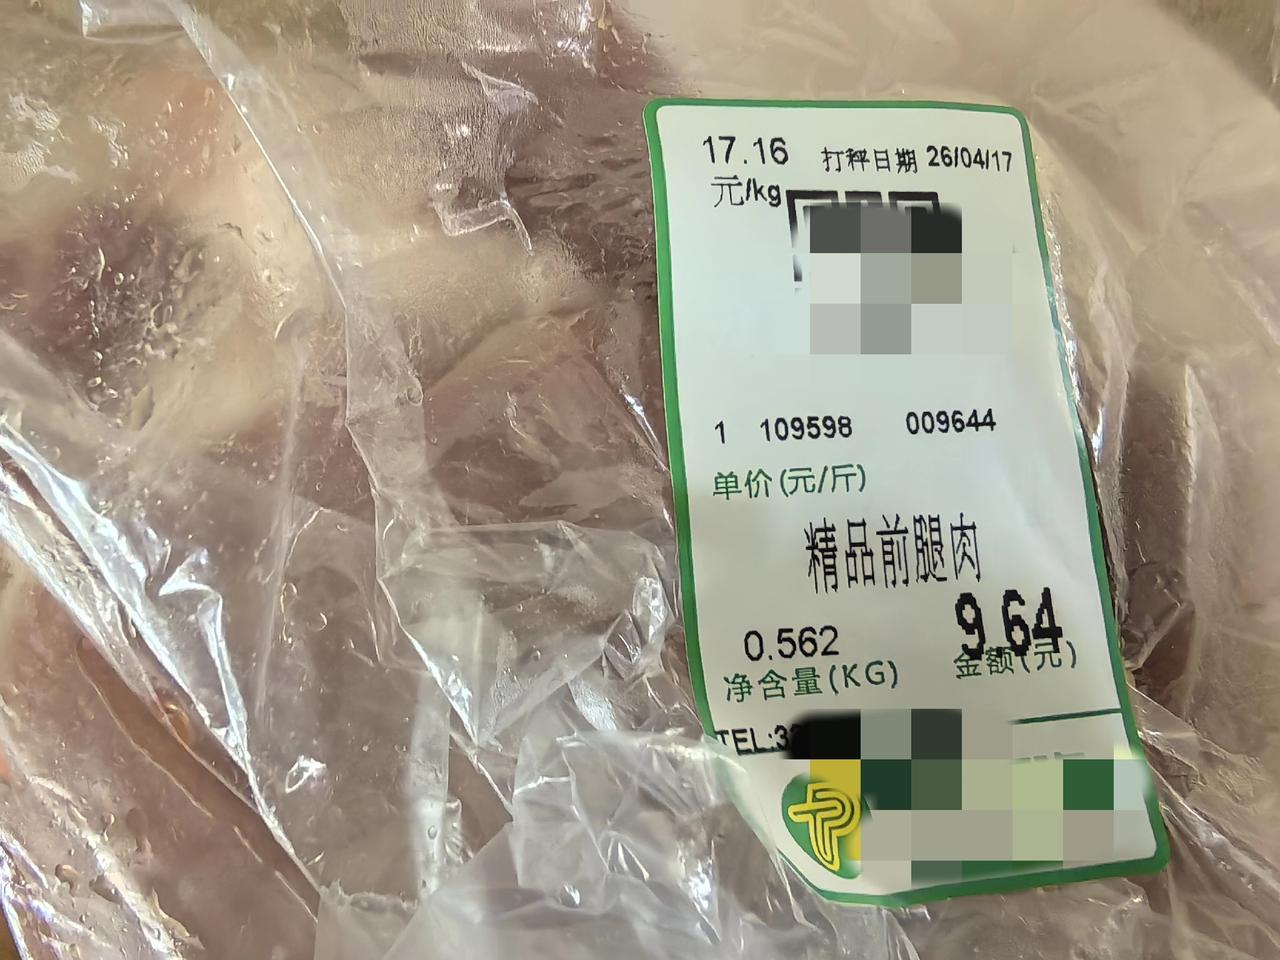 17.16 打秤日期 26/04/17
元/kg
1 109598 009644
单价(元/斤)
精品前腿肉
0.562 9.64
净含量(KG) 金额(元)
TEL:3